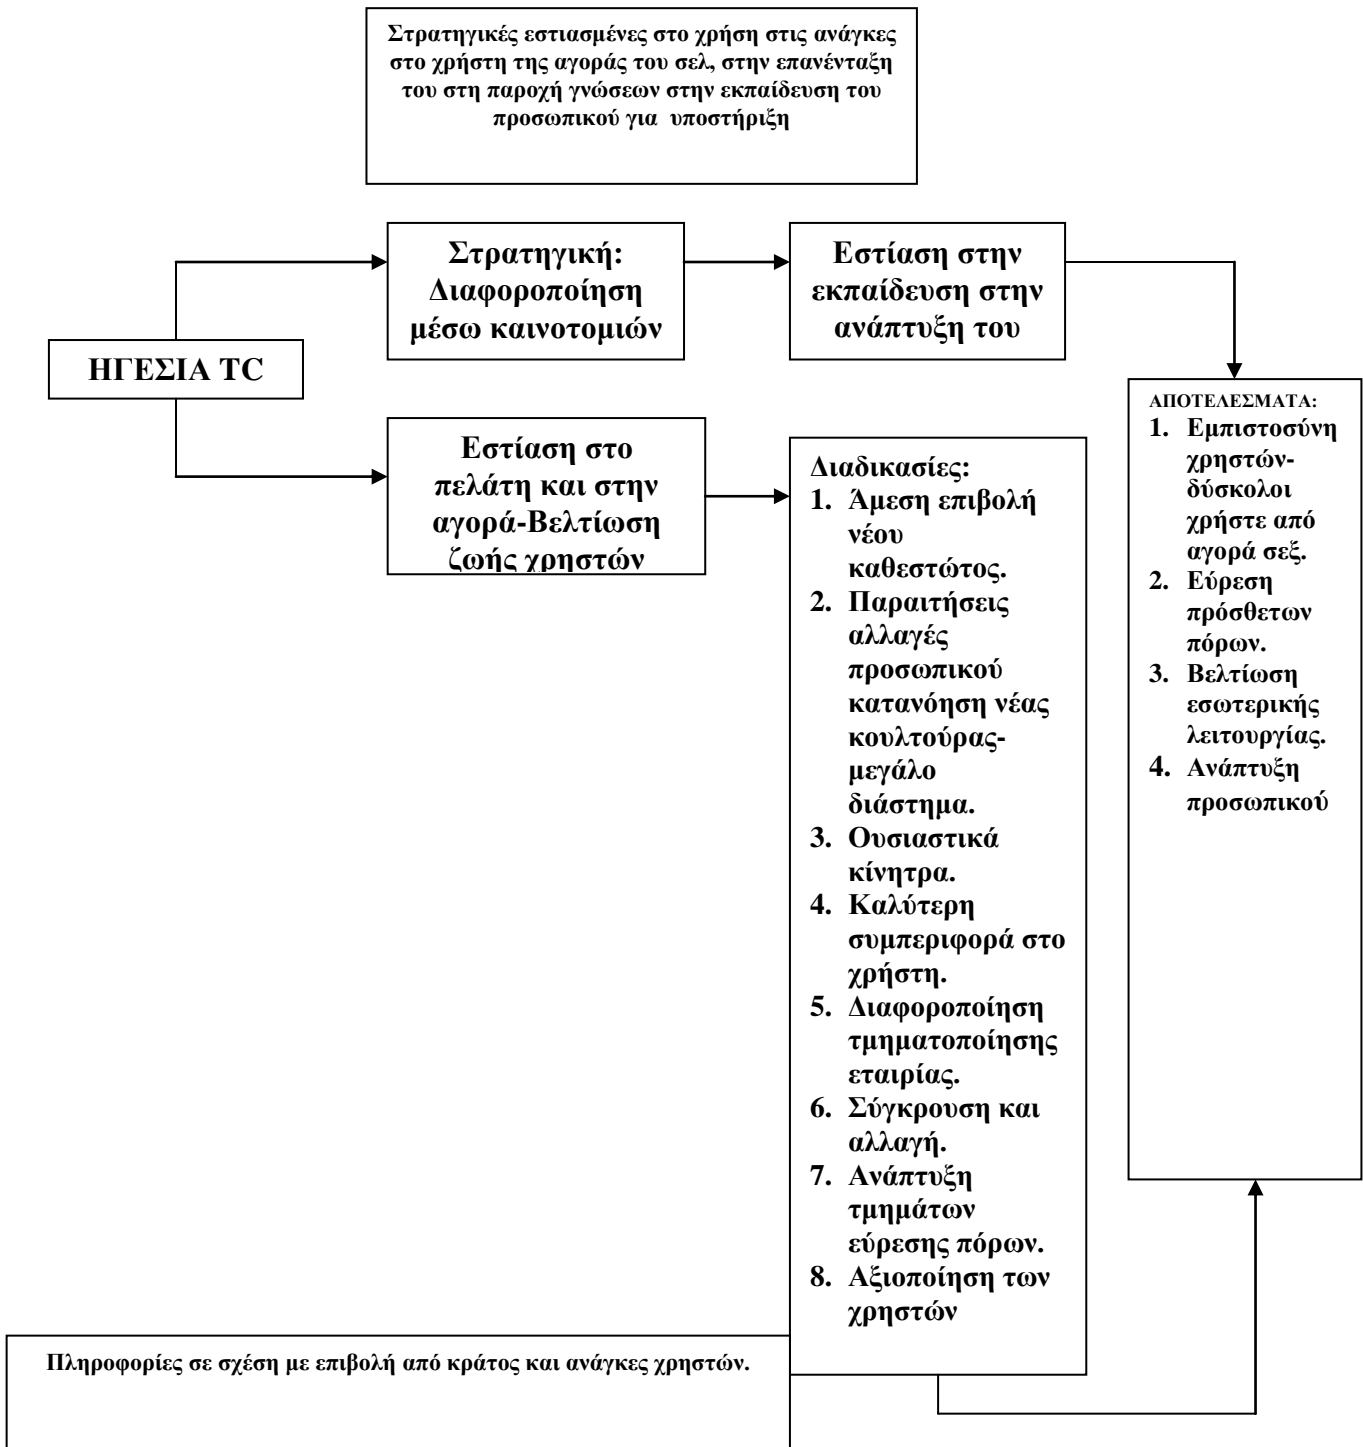 Στρατηγικές εστιασμένες στο χρήση στις ανάγκες
στο χρήστη της αγοράς του σελ, στην επανένταξη
του στη παροχή γνώσεων στην εκπαίδευση του
προσωπικού για υποστήριξη
Στρατηγική:
Διαφοροποίηση
μέσω καινοτομιών
Εστίαση στην
εκπαίδευση στην
ανάπτυξη του
ΗΓΕΣΙΑ TC
Εστίαση στο
πελάτη και στην
αγορά-Βελτίωση
ζωής χρηστών
Διαδικασίες:
1. Άμεση επιβολή
νέου
καθεστώτος.
2. Παραιτήσεις
αλλαγές
προσωπικού
κατανόηση νέας
κουλτούρας-
μεγάλο
διάστημα.
3. Ουσιαστικά
κίνητρα.
4. Καλύτερη
συμπεριφορά στο
χρήστη.
5. Διαφοροποίηση
τμηματοποίησης
εταιρίας.
6. Σύγκρουση και
αλλαγή.
7. Ανάπτυξη
τμημάτων
εύρεσης πόρων.
8. Αξιοποίηση των
χρηστών
ΑΠΟΤΕΛΕΣΜΑΤΑ:
1. Εμπιστοσύνη
χρηστών-
δύσκολοι
χρήστε από
αγορά σεξ.
2. Εύρεση
πρόσθετων
πόρων.
3. Βελτίωση
εσωτερικής
λειτουργίας.
4. Ανάπτυξη
προσωπικού
Πληροφορίες σε σχέση με επιβολή από κράτος και ανάγκες χρηστών.